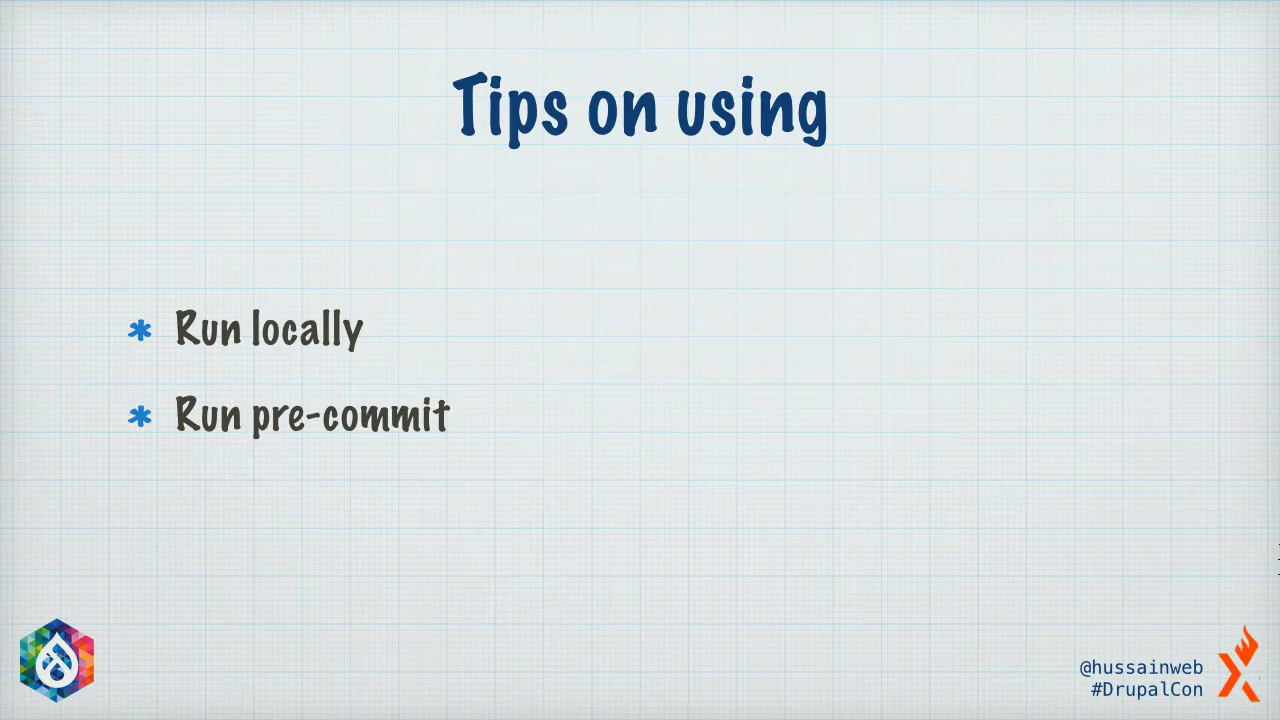 Tips on using
* Run locally
* Run pre-commit
@hussainweb
#DrupalCon